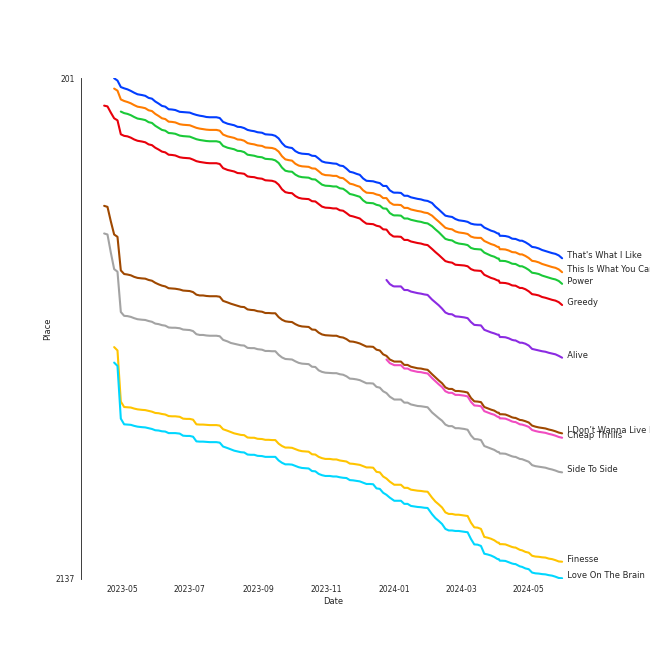 201
That's What I Like
This Is What You Ca
Power
Greedy
Place
Alive
I Don't Wanna Live
Cheap Thrills
Side To Side
Finesse
Love On The Brain
2137
2023-05 2023-07 2023-09 2023-11 2024-01 2024-03 2024-05
Date